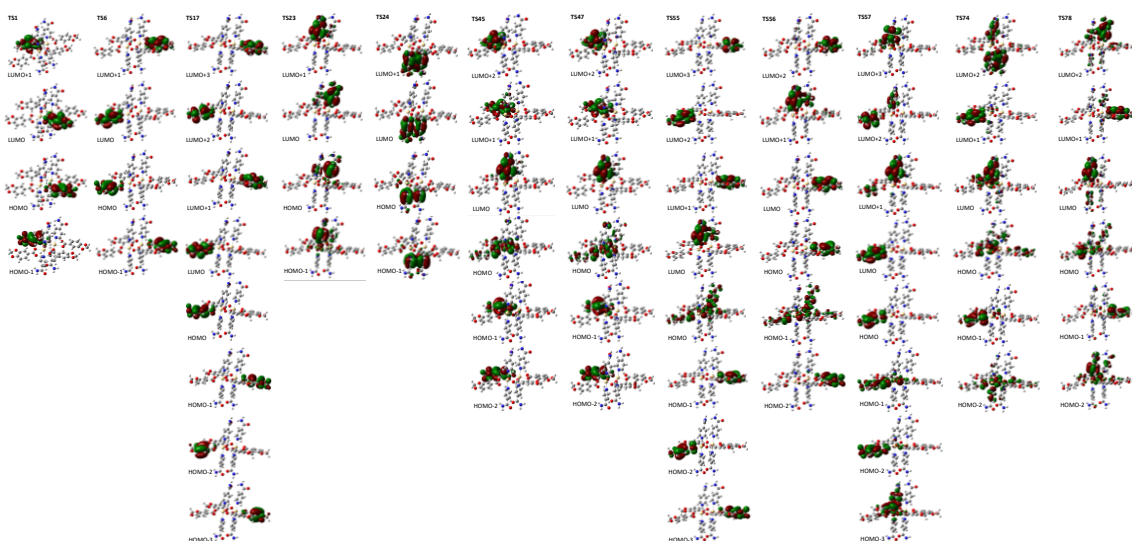 TS1 TS6 TS17 TS23 TS24 TS45 TS47 TS55 TS56 TS57 TS74 TS78
LUMO+1 LUMO+1 LUMO+3 LUMO+1 LUMO+1 LUMO+2 LUMO+2 LUMO+3 LUMO+2 LUMO+3 LUMO+2 LUMO+2
LUMO LUMO LUMO+2 LUMO LUMO LUMO+1 LUMO+1 LUMO+2 LUMO+1 LUMO+2 LUMO+1 LUMO+1
HOMO HOMO LUMO+1 HOMO HOMO LUMO LUMO LUMO+1 LUMO LUMO+1 LUMO LUMO
HOMO-1 HOMO-1 LUMO HOMO-1 HOMO-1 HOMO HOMO LUMO HOMO LUMO HOMO HOMO
HOMO HOMO-1 HOMO-1 HOMO HOMO-1 HOMO HOMO-1 HOMO-1
HOMO-1 HOMO-2 HOMO-2 HOMO-1 HOMO-2 HOMO-1 HOMO-2 HOMO-2
HOMO-2 HOMO-2 HOMO-2
HOMO-3 HOMO-3 HOMO-3